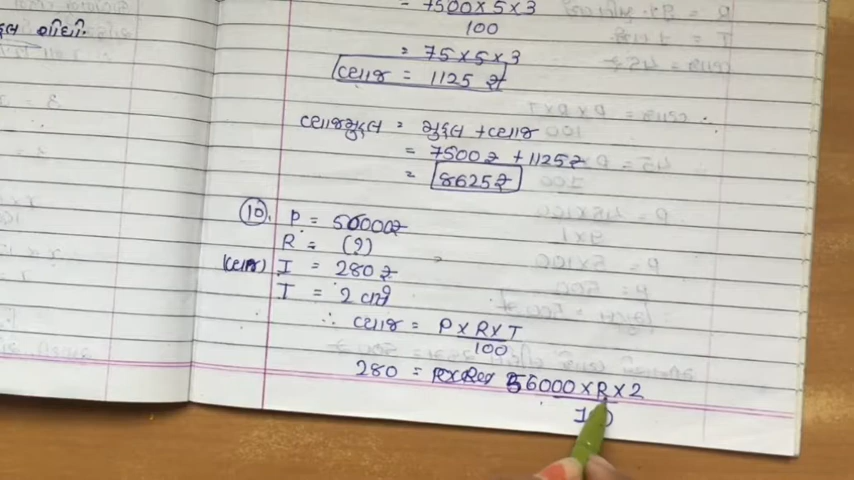 = 7500 x 5 x 3
100
= 75 x 5 x 3
વ્યાજ = 1125 ₹
વ્યાજમુદ્દલ = મુદ્દલ + વ્યાજ
= 7500₹ + 1125₹
= 8625₹
10. P = 56000₹
R = (?)
(વ્યાજ) I = 280 ₹
T = 2 વર્ષ
∴ વ્યાજ = P x R x T
100
280 = 56000 x R x 2
100